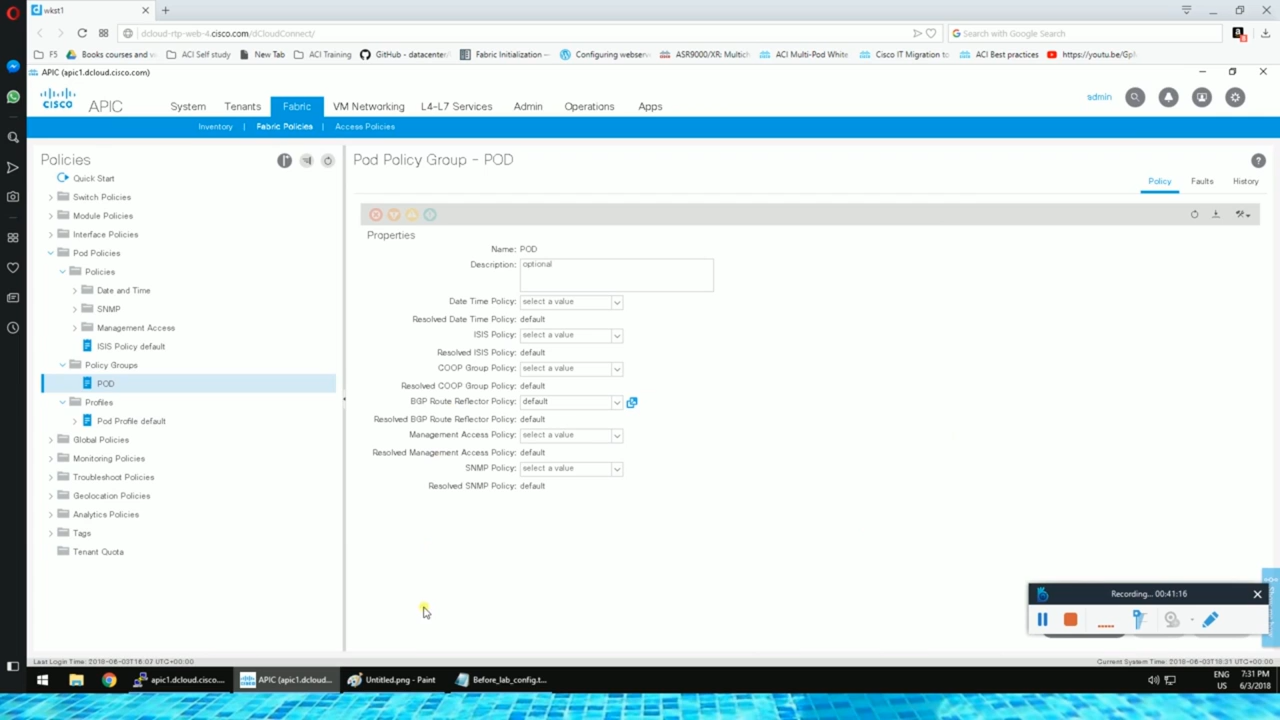 wkst1
dcloud-rtp-web-4.cisco.com/dCloudConnect/
Search with Google Search
F5
Books courses and w
ACI Self study
New Tab
ACI Training
GitHub - datacenter/
Fabric Initialization –
Configuring webserv
ASR9000/XR: Multich
ACI Multi-Pod White
Cisco IT Migration to
ACI Best practices
https://youtu.be/Gpl
APIC (apic1.dcloud.cisco.com)
cisco
APIC
System
Tenants
Fabric
VM Networking
L4-L7 Services
Admin
Operations
Apps
admin
Inventory
Fabric Policies
Access Policies
Policies
Quick Start
Switch Policies
Module Policies
Interface Policies
Pod Policies
Policies
Date and Time
SNMP
Management Access
ISIS Policy default
Policy Groups
POD
Profiles
Pod Profile default
Global Policies
Monitoring Policies
Troubleshoot Policies
Geolocation Policies
Analytics Policies
Tags
Tenant Quota
Pod Policy Group - POD
Policy
Faults
History
Properties
Name: POD
Description: optional
Date Time Policy: select a value
Resolved Date Time Policy: default
ISIS Policy: select a value
Resolved ISIS Policy: default
COOP Group Policy: select a value
Resolved COOP Group Policy: default
BGP Route Reflector Policy: default
Resolved BGP Route Reflector Policy: default
Management Access Policy: select a value
Resolved Management Access Policy: default
SNMP Policy: select a value
Resolved SNMP Policy: default
Recording... 00:41:16
Last Login Time: 2018-06-03T16:07 UTC+00:00
Current System Time: 2018-06-03T16:31 UTC+00:00
apic1.dcloud.cisco....
APIC (apic1.dcloud...
Untitled.png - Paint
Before_lab_config.t...
ENG
US
7:31 PM
6/3/2018